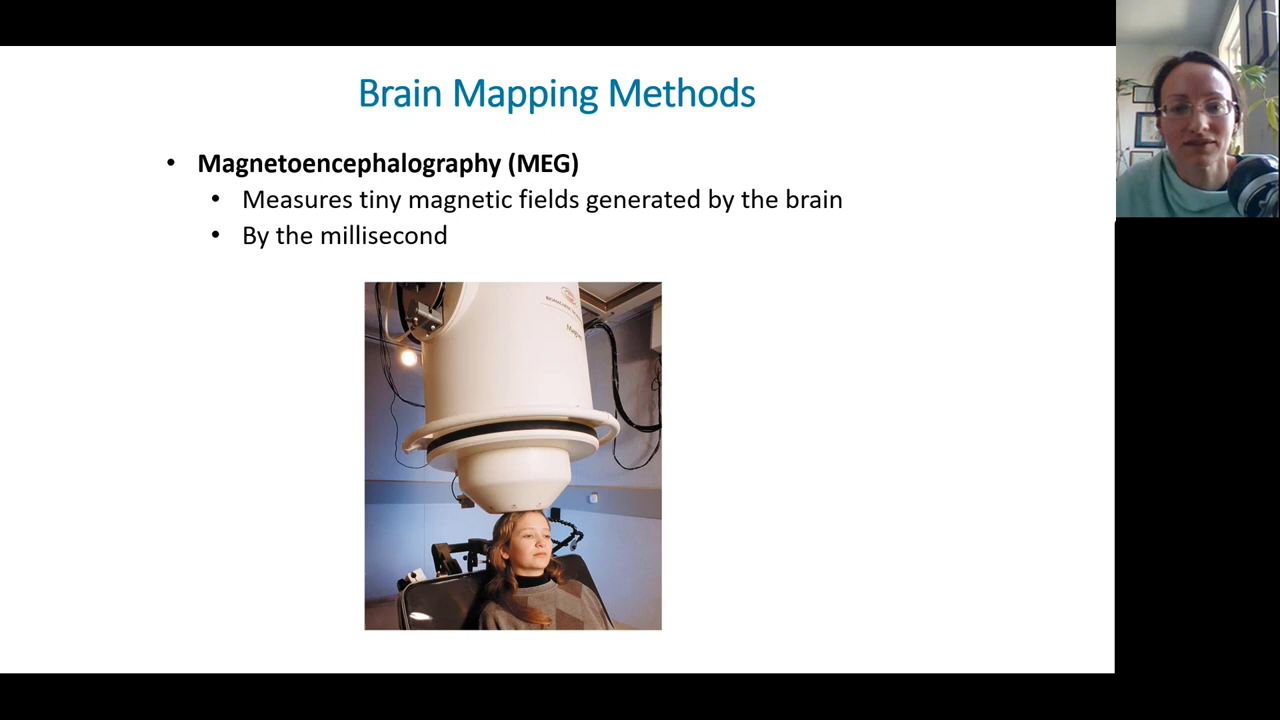 Brain Mapping Methods
• Magnetoencephalography (MEG)
• Measures tiny magnetic fields generated by the brain
• By the millisecond